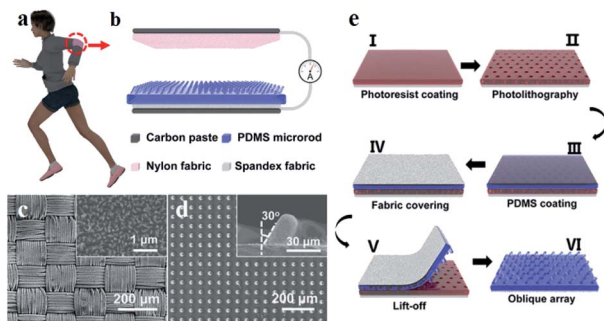 a
b
A
Carbon paste
PDMS microrod
Nylon fabric
Spandex fabric
c
1 μm
200 μm
d
30°
30 μm
200 μm
e
I
Photoresist coating
II
Photolithography
III
PDMS coating
IV
Fabric covering
V
Lift-off
VI
Oblique array